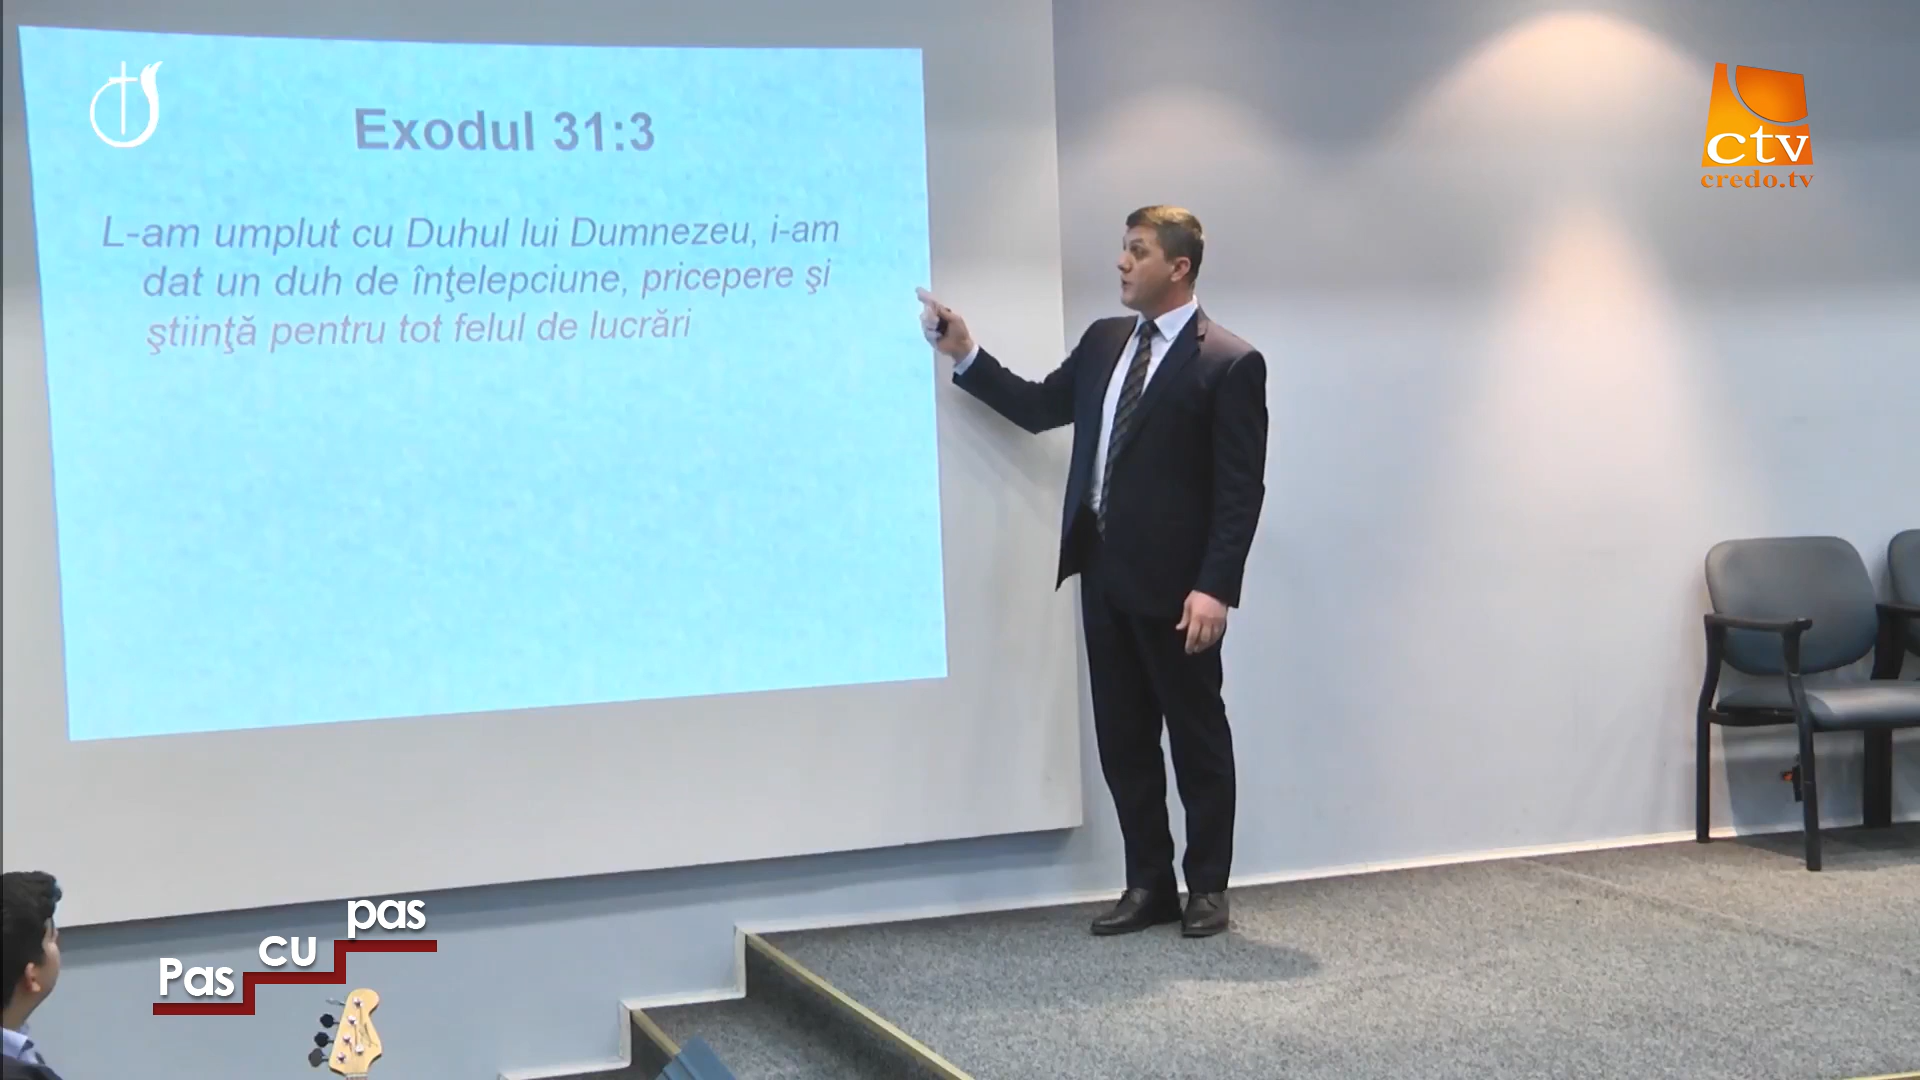 Exodul 31:3
L-am umplut cu Duhul lui Dumnezeu, i-am
dat un duh de înţelepciune, pricepere şi
ştiinţă pentru tot felul de lucrări
ctv
credo.tv
Pas cu pas